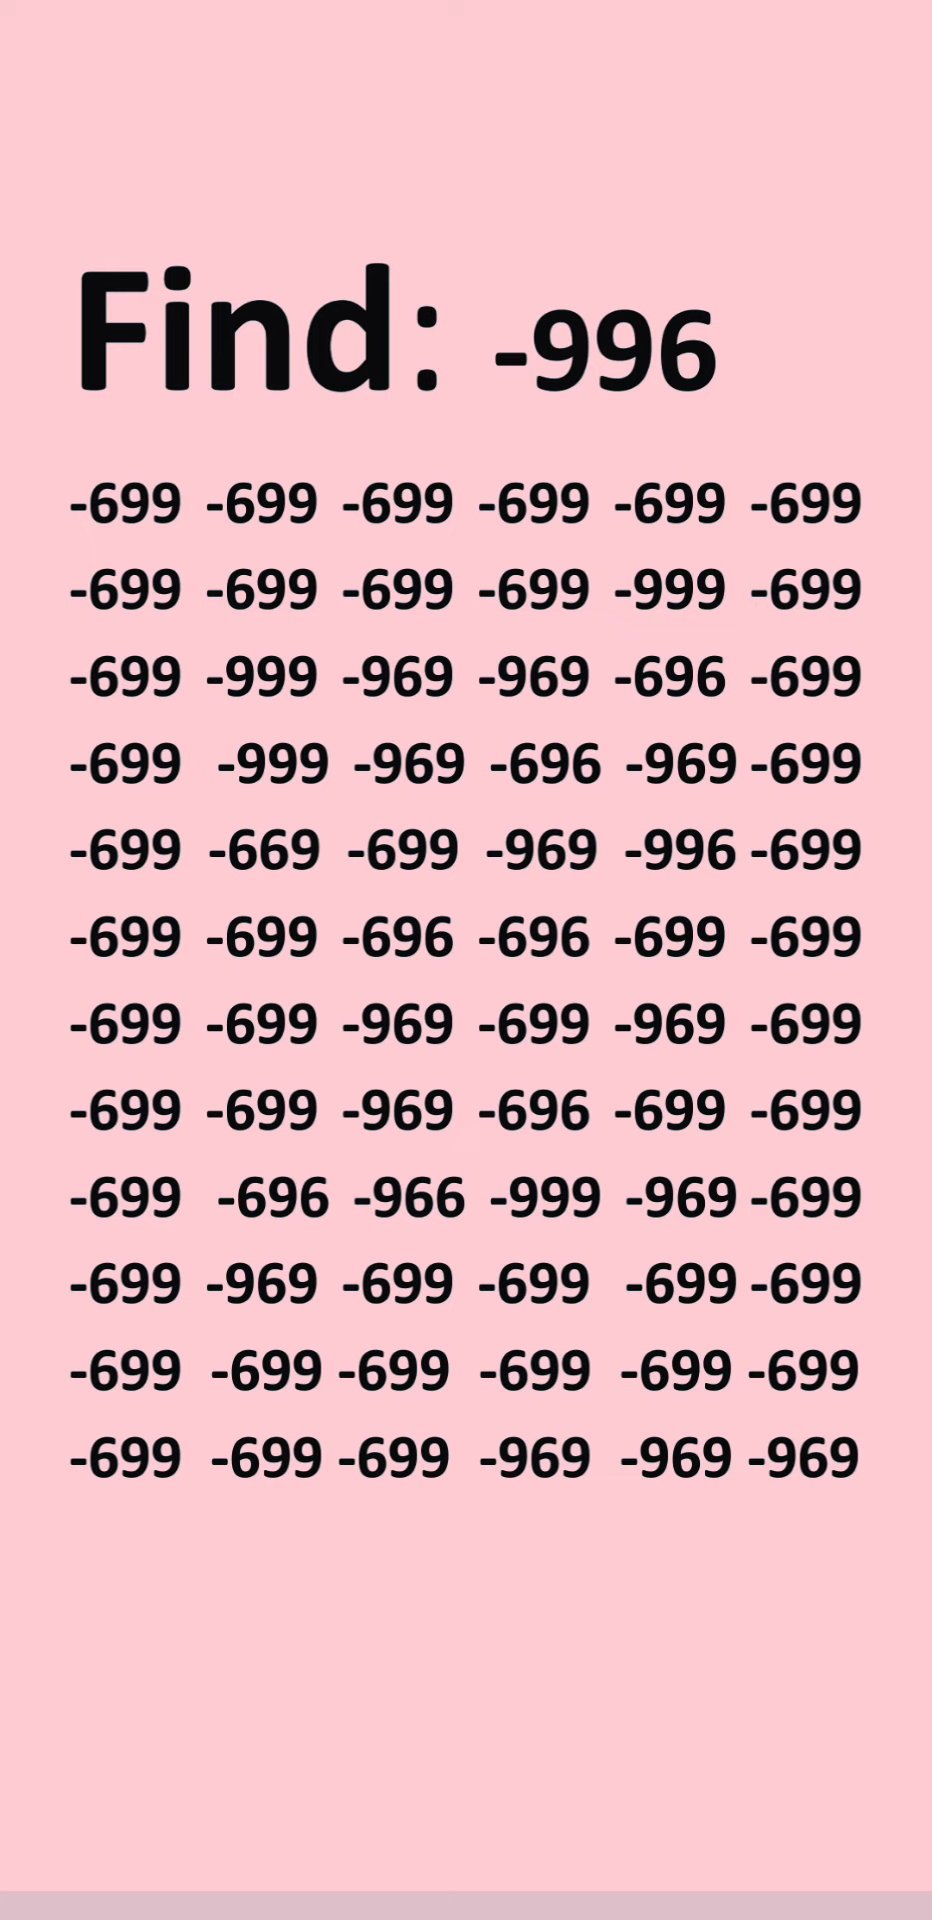 Find: -996
-699 -699 -699 -699 -699 -699
-699 -699 -699 -699 -999 -699
-699 -999 -969 -969 -696 -699
-699 -999 -969 -696 -969 -699
-699 -669 -699 -969 -996 -699
-699 -699 -696 -696 -699 -699
-699 -699 -969 -699 -969 -699
-699 -699 -969 -696 -699 -699
-699 -696 -966 -999 -969 -699
-699 -969 -699 -699 -699 -699
-699 -699 -699 -699 -699 -699
-699 -699 -699 -969 -969 -969